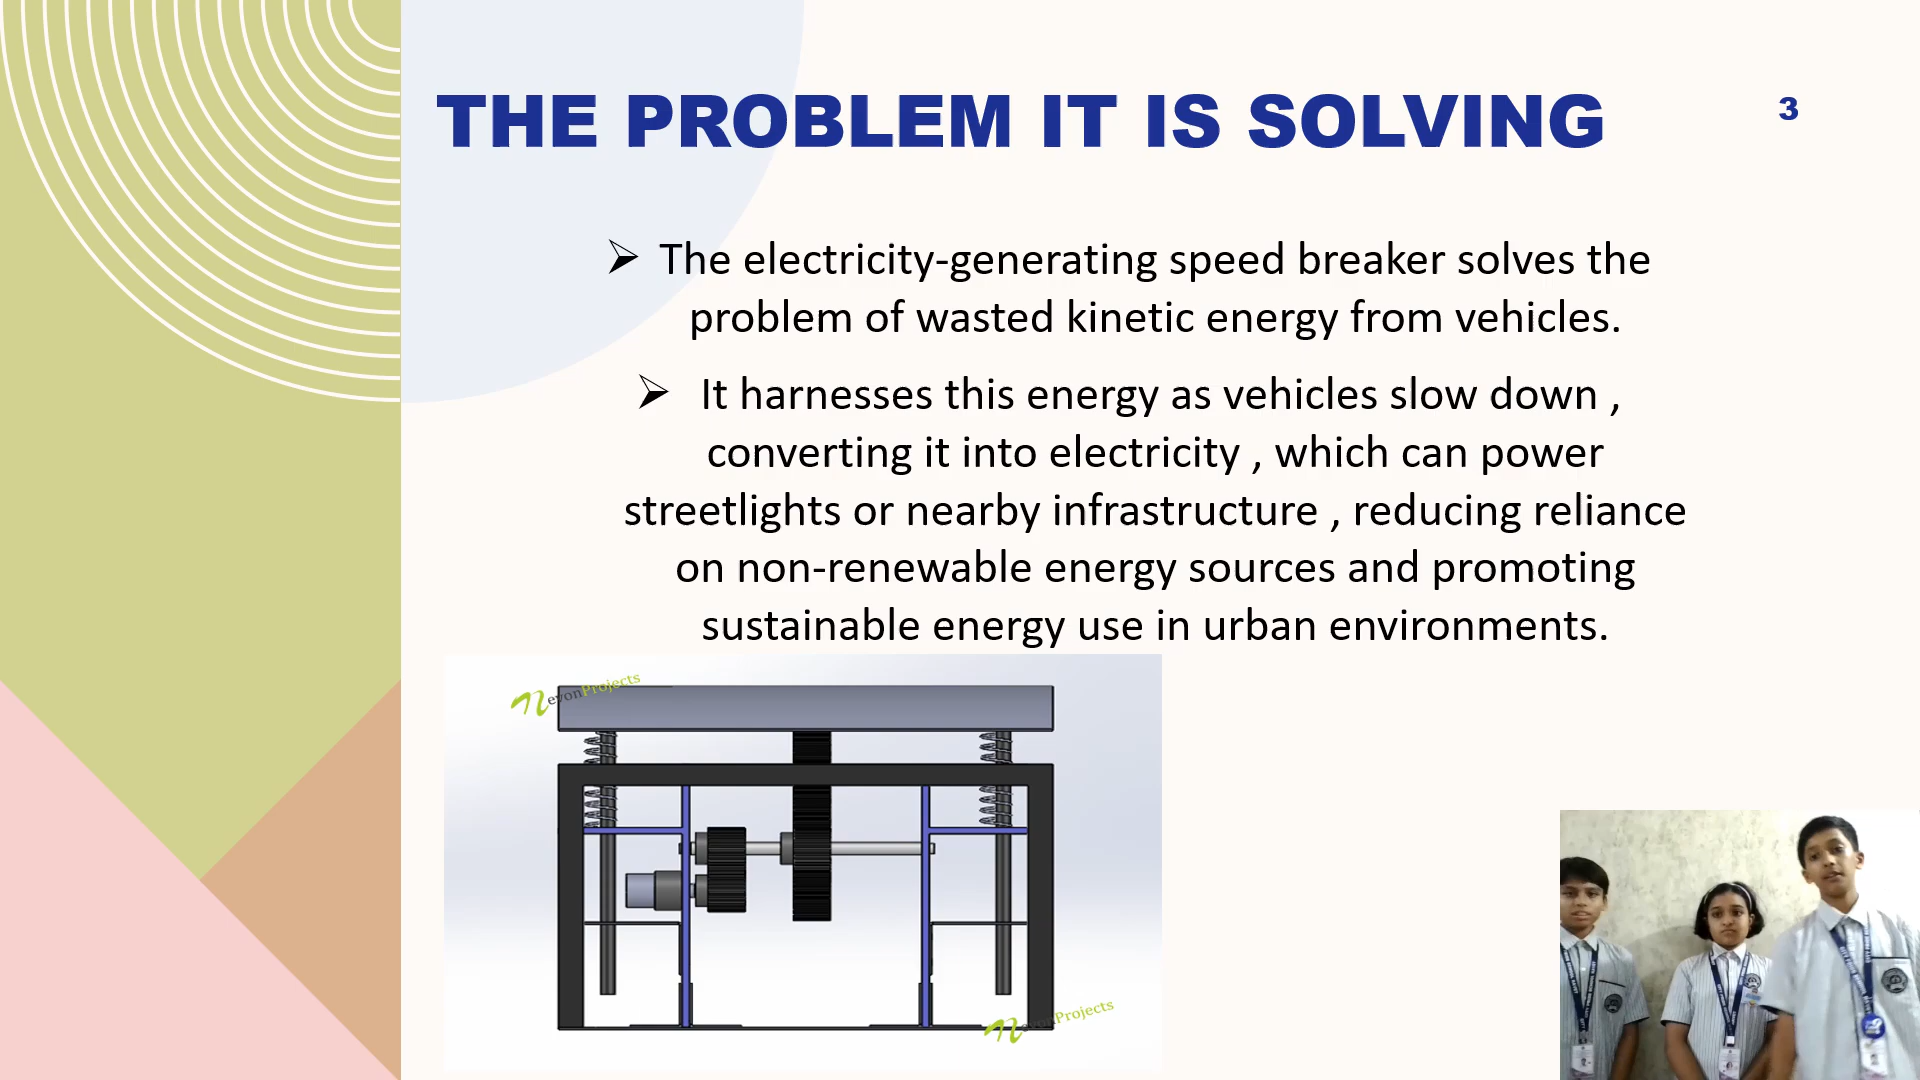 THE PROBLEM IT IS SOLVING
3
➢ The electricity-generating speed breaker solves the
problem of wasted kinetic energy from vehicles.
➢ It harnesses this energy as vehicles slow down ,
converting it into electricity , which can power
streetlights or nearby infrastructure , reducing reliance
on non-renewable energy sources and promoting
sustainable energy use in urban environments.
NevonProjects
NevonProjects